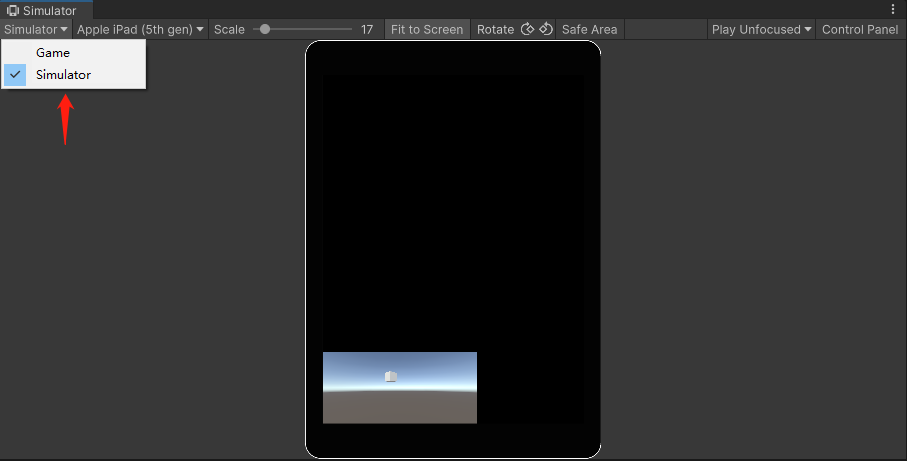 Simulator
Simulator Apple iPad (5th gen) Scale 17 Fit to Screen Rotate Safe Area Play Unfocused Control Panel
Game
Simulator